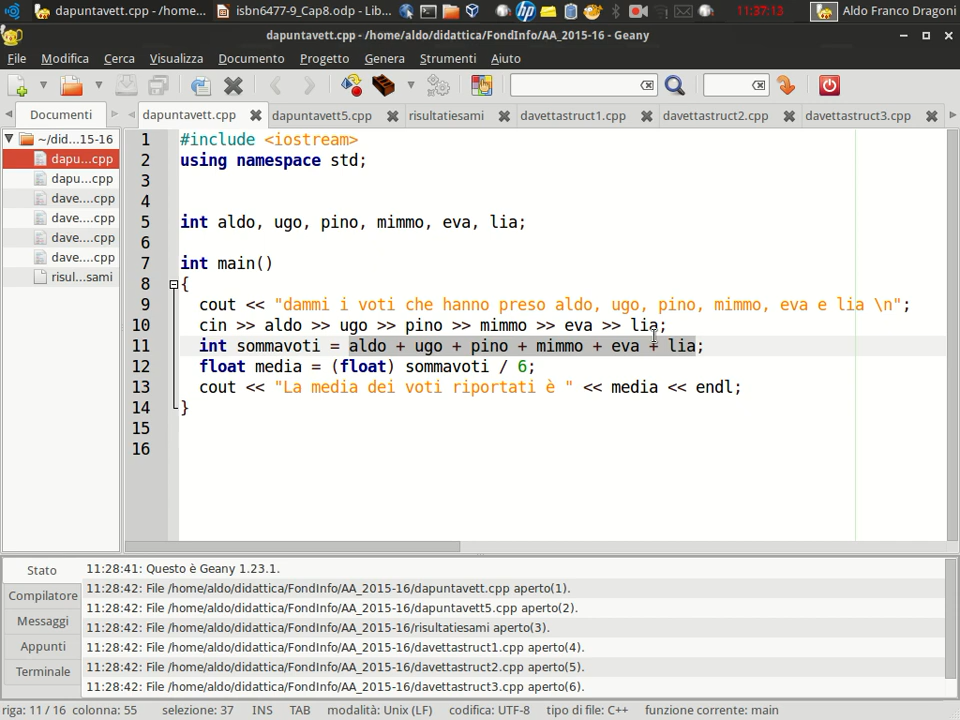 dapuntavett.cpp - /home... isbn6477-9_Cap8.odp - Lib... 11:37:13 Aldo Franco Dragoni
dapuntavett.cpp - /home/aldo/didattica/FondInfo/AA_2015-16 - Geany
File Modifica Cerca Visualizza Documento Progetto Genera Strumenti Aiuto
Documenti dapuntavett.cpp dapuntavett5.cpp risultatiesami davettastruct1.cpp davettastruct2.cpp davettastruct3.cpp
~/did...15-16
dapu...cpp
dapu...cpp
dave....cpp
dave....cpp
dave....cpp
dave....cpp
risul...sami
1 #include <iostream>
2 using namespace std;
3
4
5 int aldo, ugo, pino, mimmo, eva, lia;
6
7 int main()
8 {
9 cout << "dammi i voti che hanno preso aldo, ugo, pino, mimmo, eva e lia \n";
10 cin >> aldo >> ugo >> pino >> mimmo >> eva >> lia;
11 int sommavoti = aldo + ugo + pino + mimmo + eva + lia;
12 float media = (float) sommavoti / 6;
13 cout << "La media dei voti riportati è " << media << endl;
14 }
15
16
Stato
Compilatore
Messaggi
Appunti
Terminale
11:28:41: Questo è Geany 1.23.1.
11:28:42: File /home/aldo/didattica/FondInfo/AA_2015-16/dapuntavett.cpp aperto(1).
11:28:42: File /home/aldo/didattica/FondInfo/AA_2015-16/dapuntavett5.cpp aperto(2).
11:28:42: File /home/aldo/didattica/FondInfo/AA_2015-16/risultatiesami aperto(3).
11:28:42: File /home/aldo/didattica/FondInfo/AA_2015-16/davettastruct1.cpp aperto(4).
11:28:42: File /home/aldo/didattica/FondInfo/AA_2015-16/davettastruct2.cpp aperto(5).
11:28:42: File /home/aldo/didattica/FondInfo/AA_2015-16/davettastruct3.cpp aperto(6).
riga: 11 / 16 colonna: 55 selezione: 37 INS TAB modalità: Unix (LF) codifica: UTF-8 tipo di file: C++ funzione corrente: main